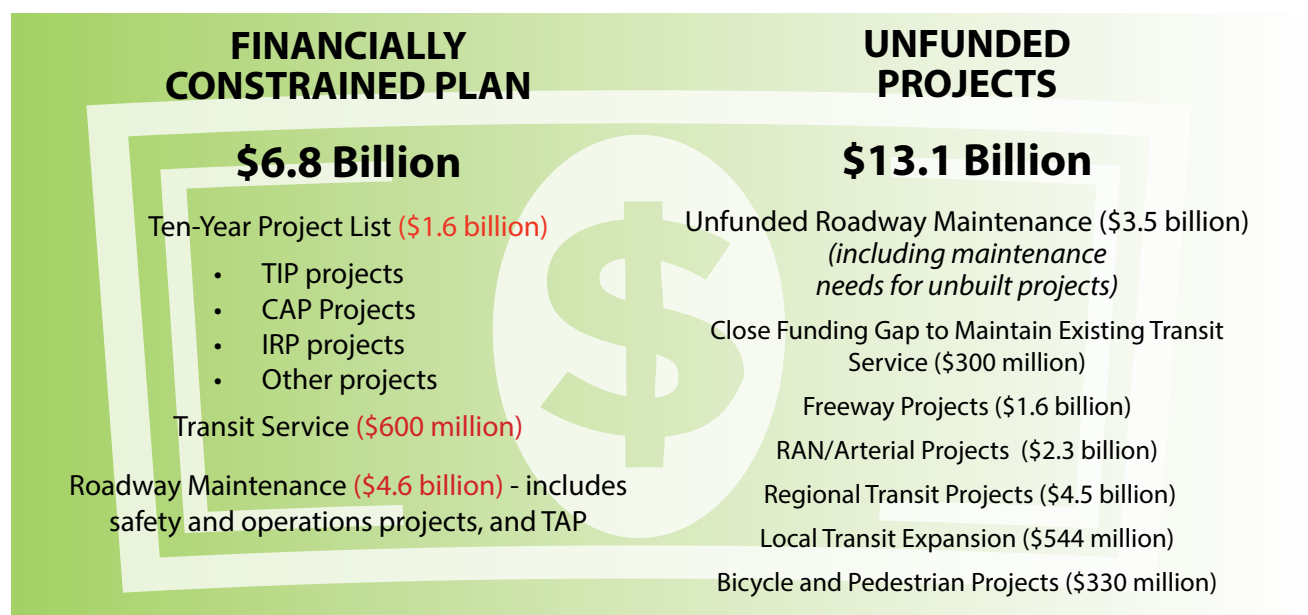 FINANCIALLY
CONSTRAINED PLAN
$6.8 Billion
Ten-Year Project List ($1.6 billion)
• TIP projects
• CAP Projects
• IRP projects
• Other projects
Transit Service ($600 million)
Roadway Maintenance ($4.6 billion) - includes
safety and operations projects, and TAP
UNFUNDED
PROJECTS
$13.1 Billion
Unfunded Roadway Maintenance ($3.5 billion)
(including maintenance
needs for unbuilt projects)
Close Funding Gap to Maintain Existing Transit
Service ($300 million)
Freeway Projects ($1.6 billion)
RAN/Arterial Projects  ($2.3 billion)
Regional Transit Projects ($4.5 billion)
Local Transit Expansion ($544 million)
Bicycle and Pedestrian Projects ($330 million)
$